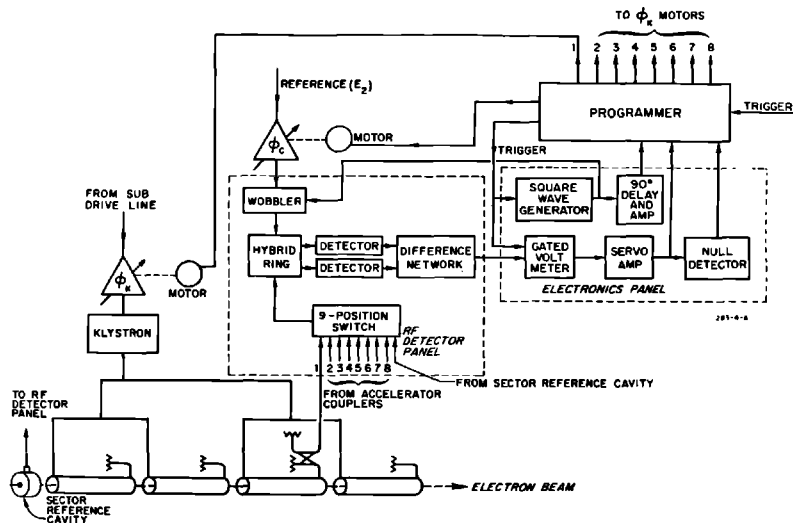 TO ϕK MOTORS
1 2 3 4 5 6 7 8
REFERENCE (E2)
PROGRAMMER
TRIGGER
MOTOR
ϕC
TRIGGER
FROM SUB
DRIVE LINE
WOBBLER
SQUARE
WAVE
GENERATOR
90°
DELAY
AND
AMP
HYBRID
RING
DETECTOR
DETECTOR
DIFFERENCE
NETWORK
GATED
VOLT
METER
SERVO
AMP
NULL
DETECTOR
ϕK
MOTOR
ELECTRONICS PANEL
KLYSTRON
9-POSITION
SWITCH
RF
DETECTOR
PANEL
1 2 3 4 5 6 7 8
FROM SECTOR REFERENCE CAVITY
FROM ACCELERATOR
COUPLERS
TO RF
DETECTOR
PANEL
ELECTRON BEAM
SECTOR
REFERENCE
CAVITY